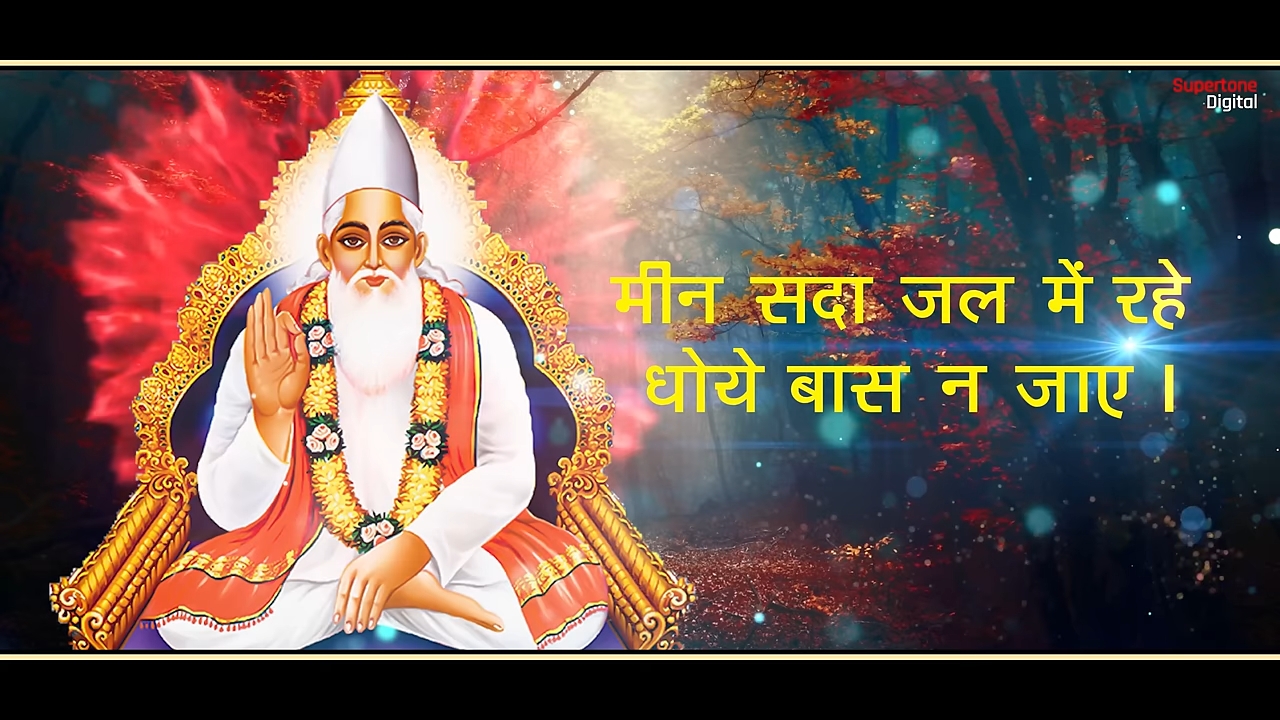 Supertone
Digital
मीन सदा जल में रहे
धोये बास न जाए ।